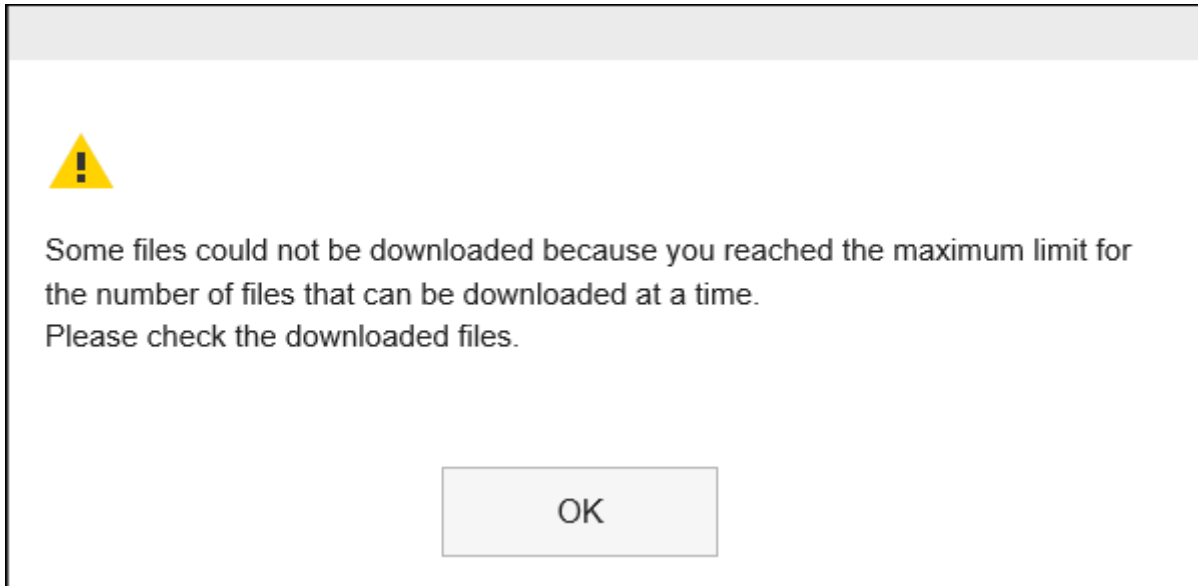 Some files could not be downloaded because you reached the maximum limit for
the number of files that can be downloaded at a time.
Please check the downloaded files.
OK